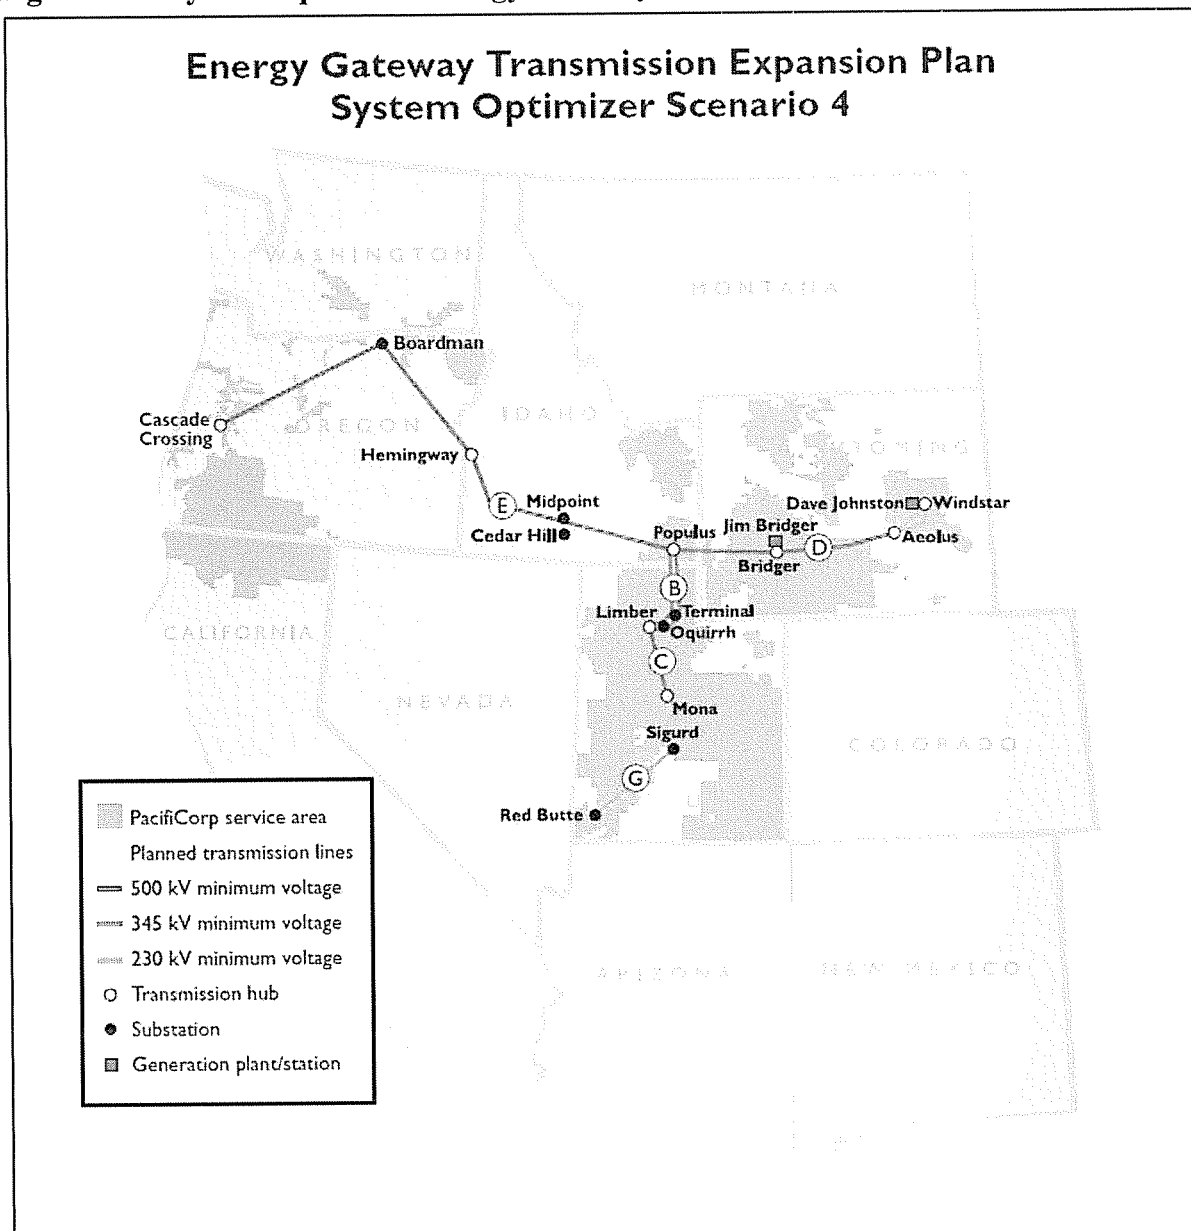 Energy Gateway Transmission Expansion Plan
System Optimizer Scenario 4
WASHINGTON
MONTANA
Boardman
Cascade
Crossing
OREGON
IDAHO
WYOMING
Hemingway
E
Midpoint
Cedar Hill
Populus
Dave Johnston
Windstar
Jim Bridger
Bridger
D
Aeolus
B
Limber
Terminal
Oquirrh
CALIFORNIA
C
NEVADA
Mona
Sigurd
COLORADO
G
Red Butte
ARIZONA
NEW MEXICO
PacifiCorp service area
Planned transmission lines
500 kV minimum voltage
345 kV minimum voltage
230 kV minimum voltage
Transmission hub
Substation
Generation plant/station